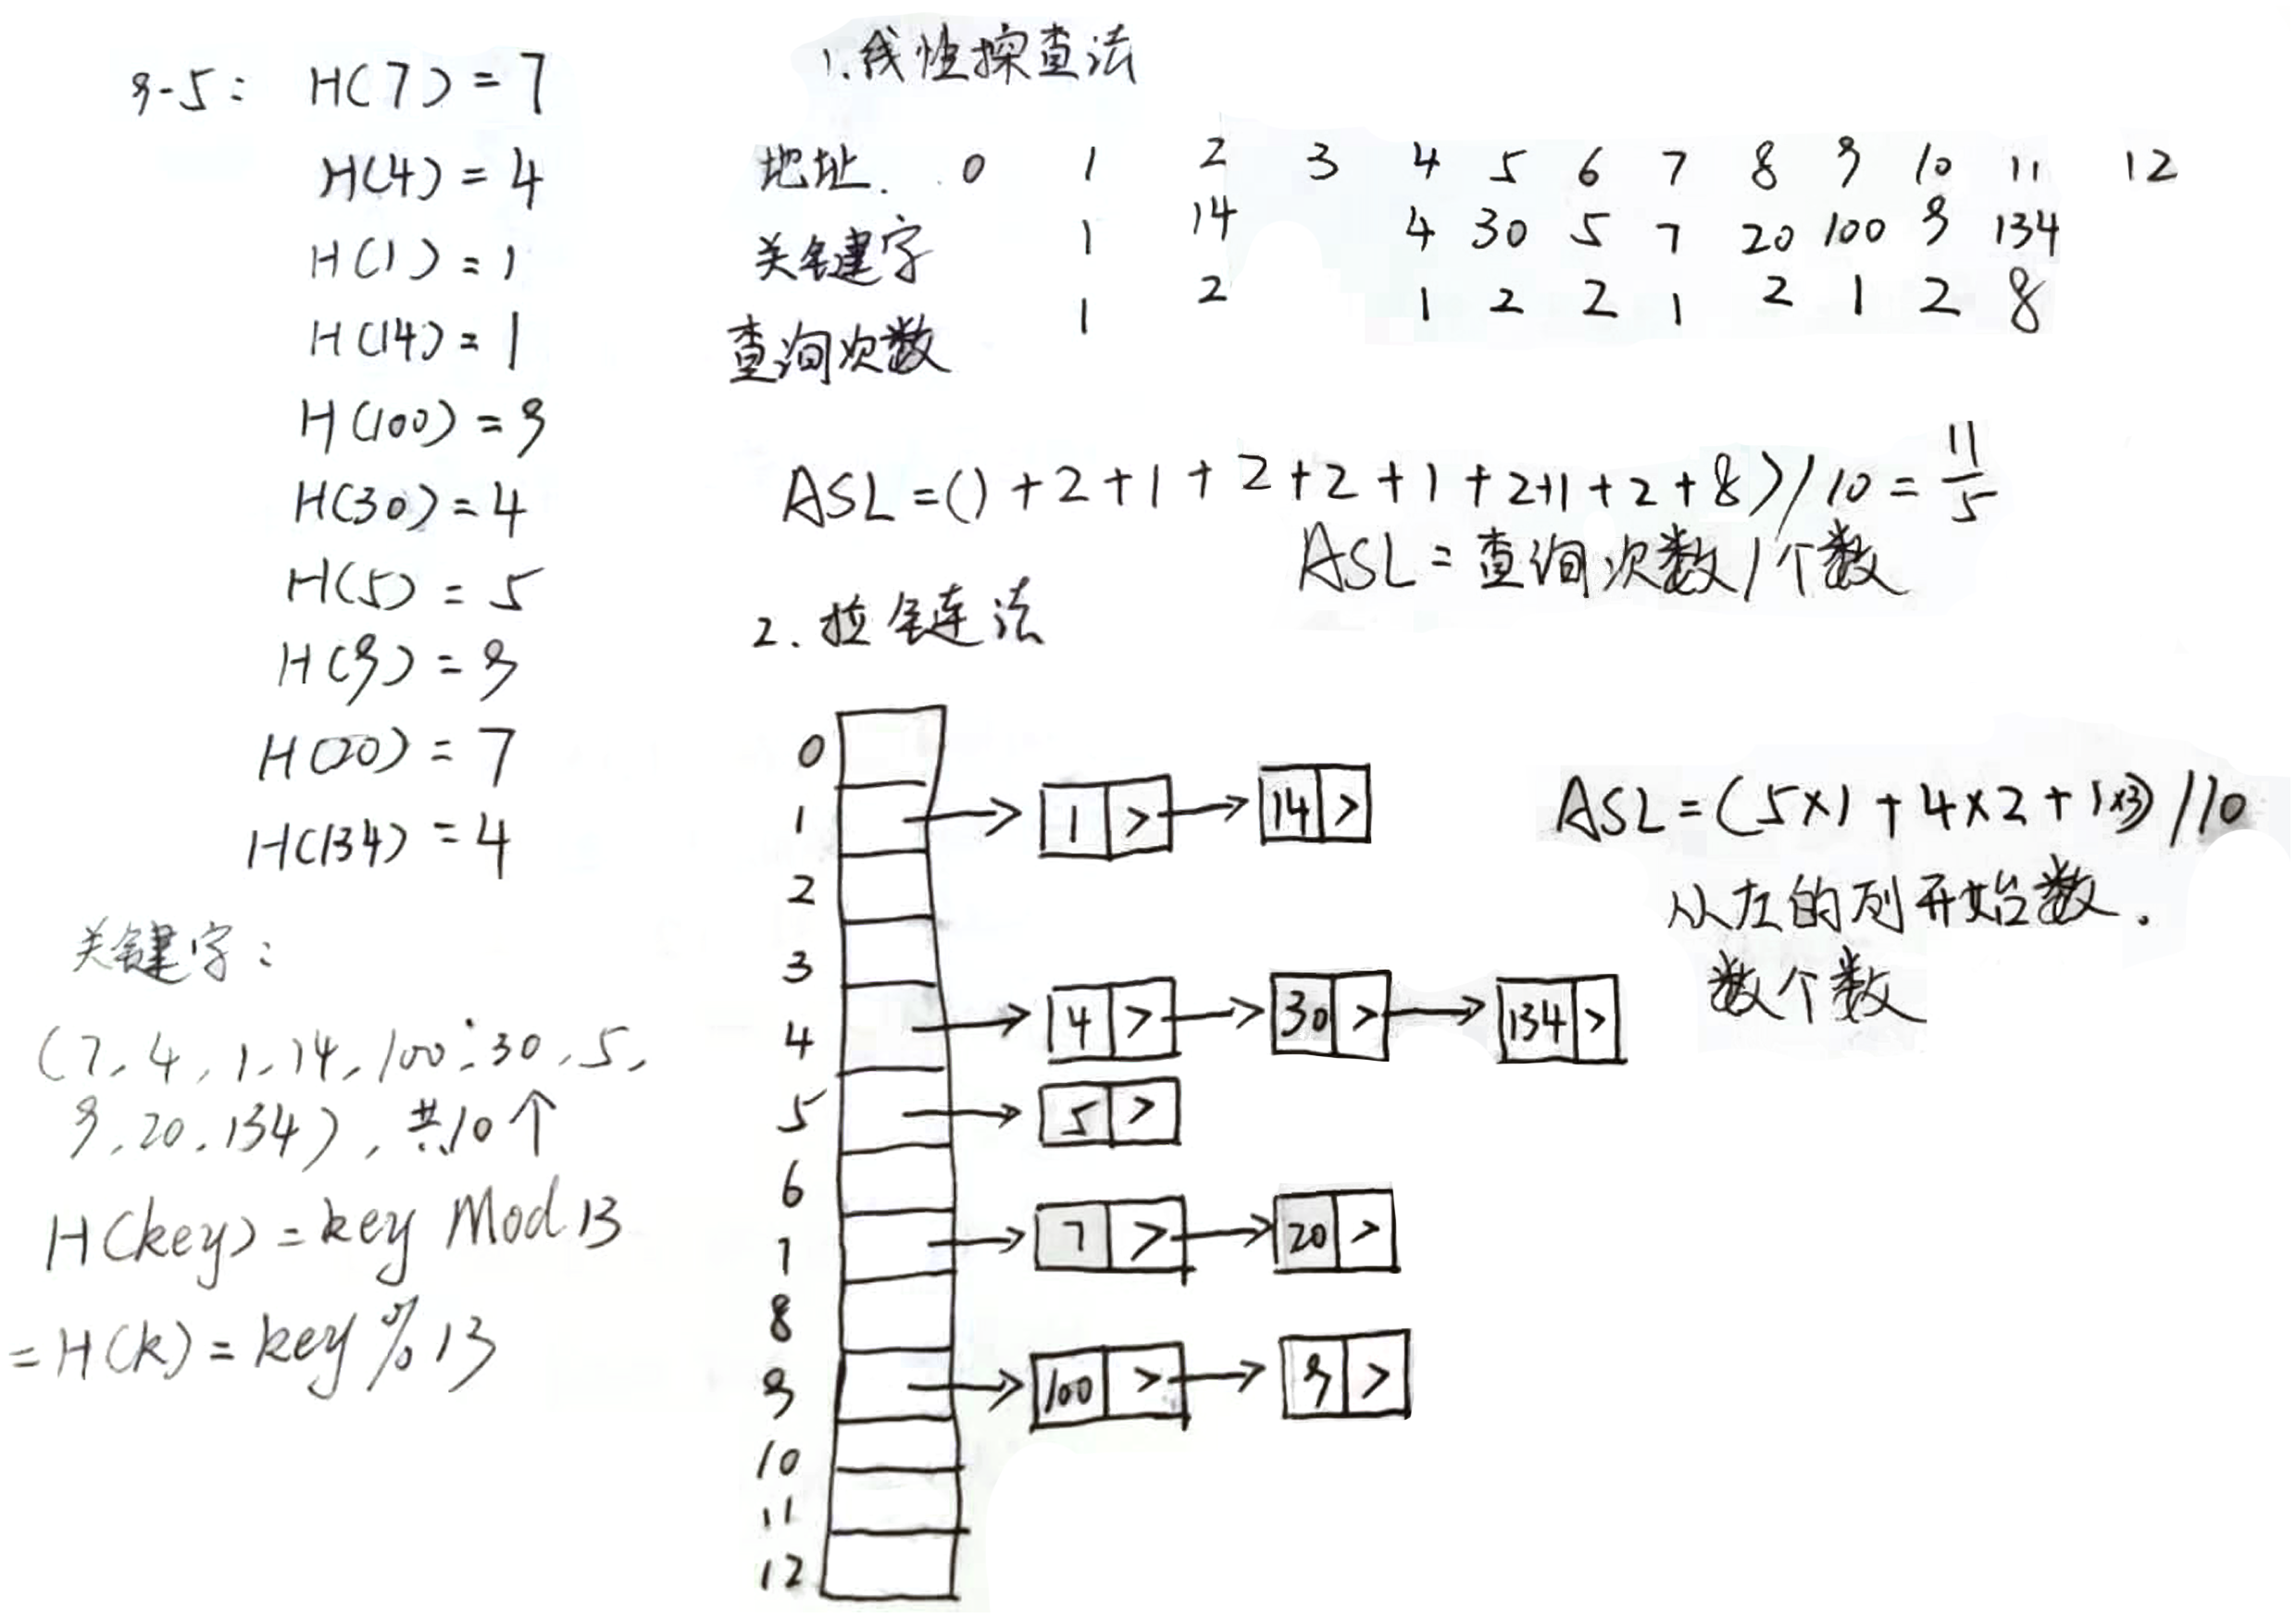 9-5: H(7)=7
H(4)=4
H(1)=1
H(14)=1
H(100)=9
H(30)=4
H(5)=5
H(9)=9
H(20)=7
H(134)=4
关键字:
(7,4,1,14,100,30,5,
9,20,134),共10个
H(key)=key Mod 13
=H(k)=key%13
1.线性探查法
地址. 0 1 2 3 4 5 6 7 8 9 10 11 12
关键字 1 14 4 30 5 7 20 100 9 134
查询次数 1 2 1 2 2 1 2 1 2 8
ASL=(1+2+1+2+2+1+2+1+2+8)/10=11/5
ASL=查询次数/个数
2.拉链法
0
1 1 > 14 >
2
3
4 4 > 30 > 134 >
5 5 >
6
7 7 > 20 >
8
9 100 > 9 >
10
11
12
ASL=(5×1+4×2+1×3)/10
从左的列开始数.
数个数